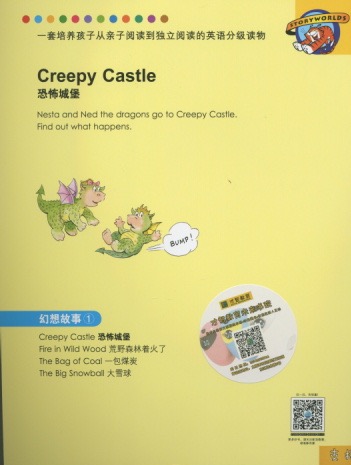 一套培养孩子从亲子阅读到独立阅读的英语分级读物
STORYWORLDS
Creepy Castle
恐怖城堡
Nesta and Ned the dragons go to Creepy Castle.
Find out what happens.
BUMP!
幻想故事 1
Creepy Castle 恐怖城堡
Fire in Wild Wood 荒野森林着火了
The Bag of Coal 一包煤炭
The Big Snowball 大雪球